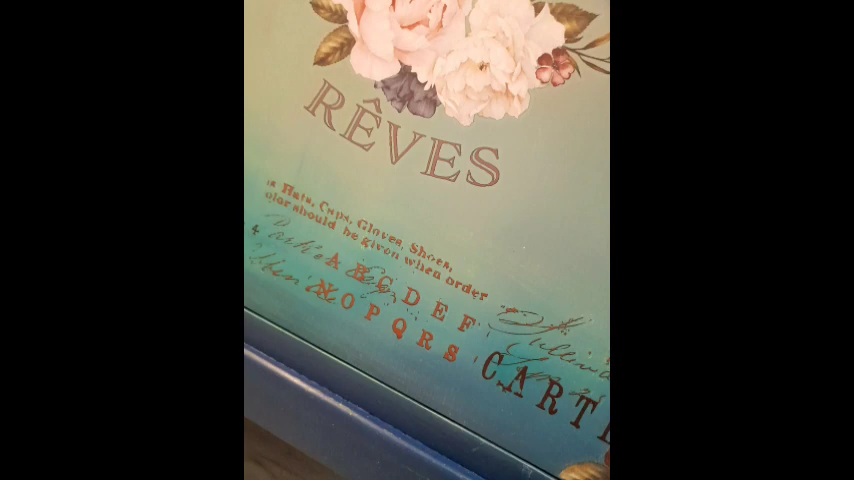 RÊVES
Hats, Caps, Gloves, Shoes,
olor should be given when order
A B C D E F
N O P Q R S
CARTE